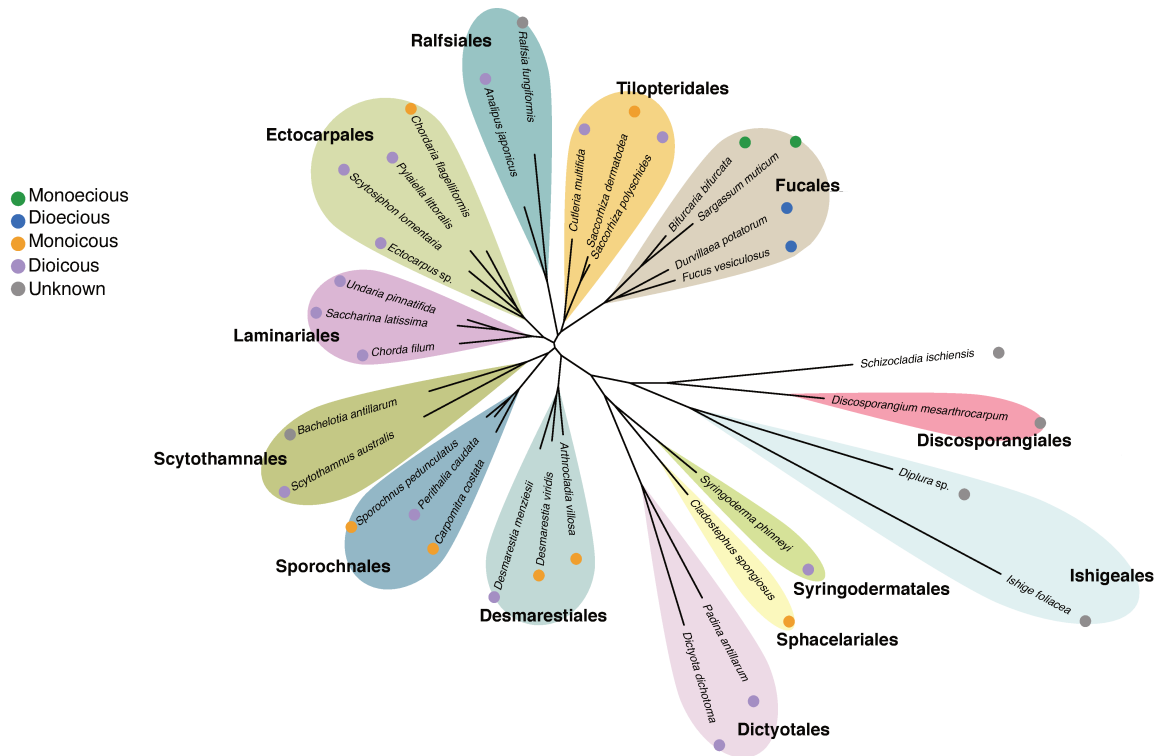 Ralfsiales
Ralfsia fungiformis
Analipus japonicus
Tilopteridales
Cutleria multifida
Saccorhiza dermatodea
Saccorhiza polyschides
Ectocarpales
Chordaria flagelliformis
Pylaiella littoralis
Scytosiphon lomentaria
Ectocarpus sp.
Fucales
Bifurcaria bifurcata
Sargassum muticum
Durvillaea potatorum
Fucus vesiculosus
Monoecious
Dioecious
Monoicous
Dioicous
Unknown
Laminariales
Undaria pinnatifida
Saccharina latissima
Chorda filum
Schizocladia ischiensis
Discosporangium mesarthrocarpum
Discosporangiales
Scytothamnales
Bachelotia antillarum
Scytothamnus australis
Sporochnales
Sporochnus pedunculatus
Perithalia caudata
Carpomitra costata
Desmarestiales
Desmarestia menziesii
Desmarestia viridis
Arthrocladia villosa
Diplura sp.
Ishige foliacea
Ishigeales
Syringoderma phinneyi
Syringodermatales
Cladostephus spongiosus
Sphacelariales
Padina antillarum
Dictyota dichotoma
Dictyotales